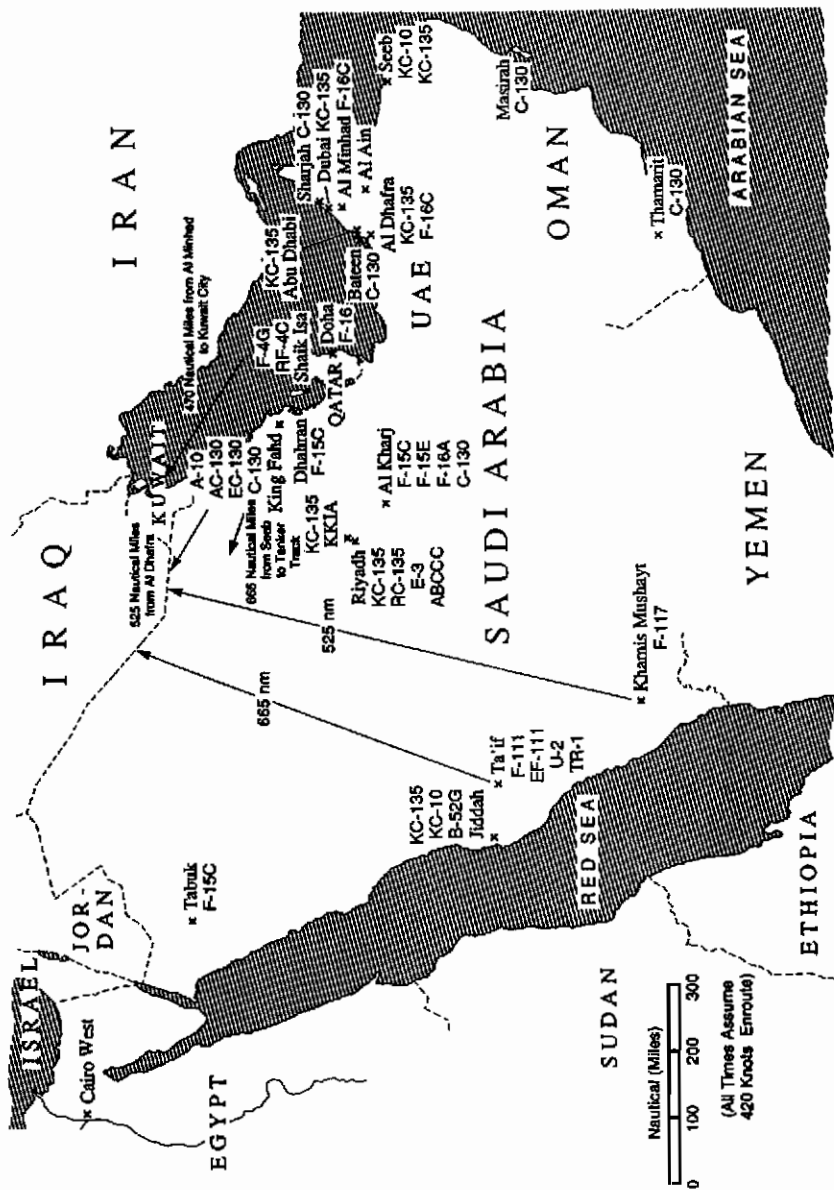 IRAN
IRAQ
ISRAEL
Cairo West
JOR-
DAN
EGYPT
Tabuk
F-15C
470 Nautical Miles from Al Minhed
to Kuwait City
525 Nautical Miles
from Al Dhafra
KUWAIT
A-10
AC-130
EC-130
C-130
King Fahd
665 Nautical Miles
from Seeb
to Tanker
Track
Dhahran
F-15C
F-4G
RF-4C
Shaik Isa
QATAR
Doha
F-16
KC-135
Abu Dhabi
Bateen
C-130
Sharjah C-130
Dubai KC-135
Al Minhad F-16C
Al Ain
Al Dhafra
KC-135
F-16C
UAE
Seeb
KC-10
KC-135
Masirah
C-130
OMAN
Thamarit
C-130
ARABIAN SEA
KC-135
KKIA
Riyadh
KC-135
RC-135
E-3
ABCCC
Al Kharj
F-15C
F-15E
F-16A
C-130
SAUDI ARABIA
525 nm
665 nm
KC-135
KC-10
B-52G
Jiddah
Ta'if
F-111
EF-111
U-2
TR-1
Khamis Mushayt
F-117
YEMEN
RED SEA
SUDAN
ETHIOPIA
Nautical (Miles)
0 100 200 300
(All Times Assume
420 Knots Enroute)